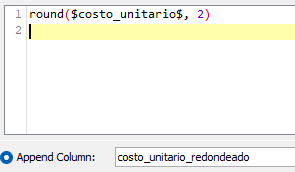 1 round($costo_unitario$, 2)
2
Append Column: costo_unitario_redondeado